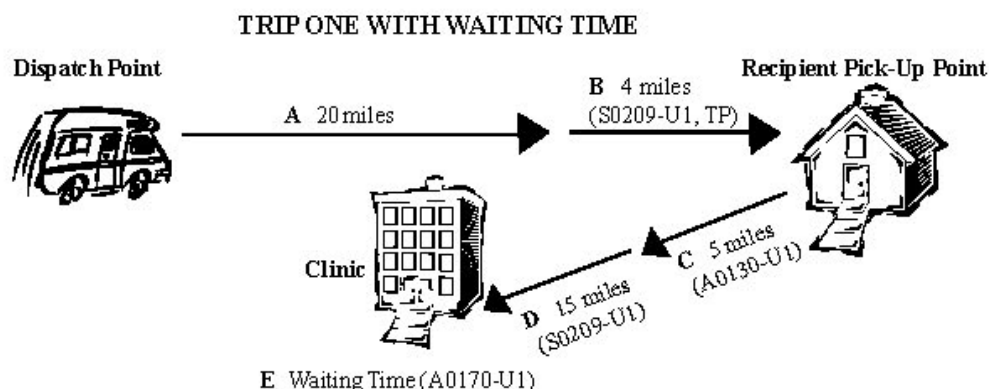 TRIP ONE WITH WAITING TIME
Dispatch Point
Recipient Pick-Up Point
A 20 miles
B 4 miles
(S0209-U1, TP)
Clinic
C 5 miles
(A0130-U1)
D 15 miles
(S0209-U1)
E Waiting Time (A0170-U1)